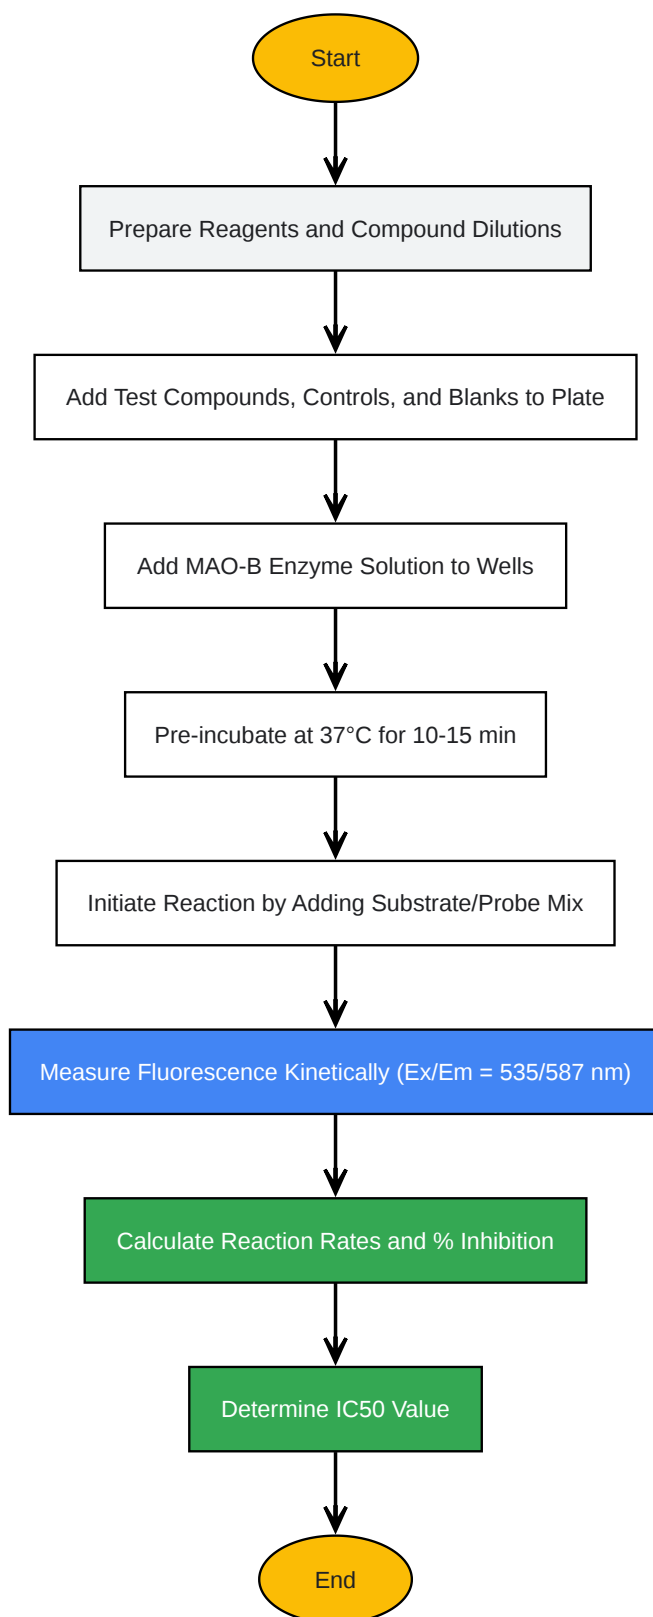 Start
Prepare Reagents and Compound Dilutions
Add Test Compounds, Controls, and Blanks to Plate
Add MAO-B Enzyme Solution to Wells
Pre-incubate at 37°C for 10-15 min
Initiate Reaction by Adding Substrate/Probe Mix
Measure Fluorescence Kinetically (Ex/Em = 535/587 nm)
Calculate Reaction Rates and % Inhibition
Determine IC50 Value
End